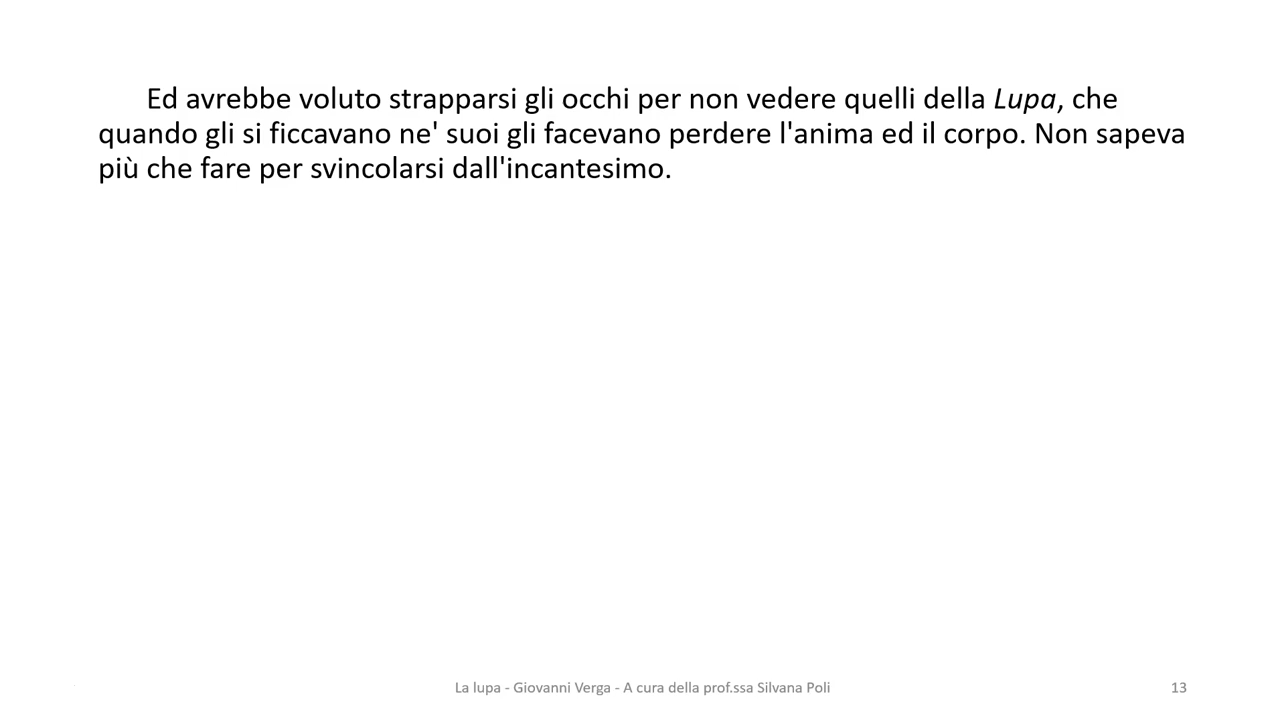 Ed avrebbe voluto strapparsi gli occhi per non vedere quelli della Lupa, che
quando gli si ficcavano ne' suoi gli facevano perdere l'anima ed il corpo. Non sapeva
più che fare per svincolarsi dall'incantesimo.
La lupa - Giovanni Verga - A cura della prof.ssa Silvana Poli
13